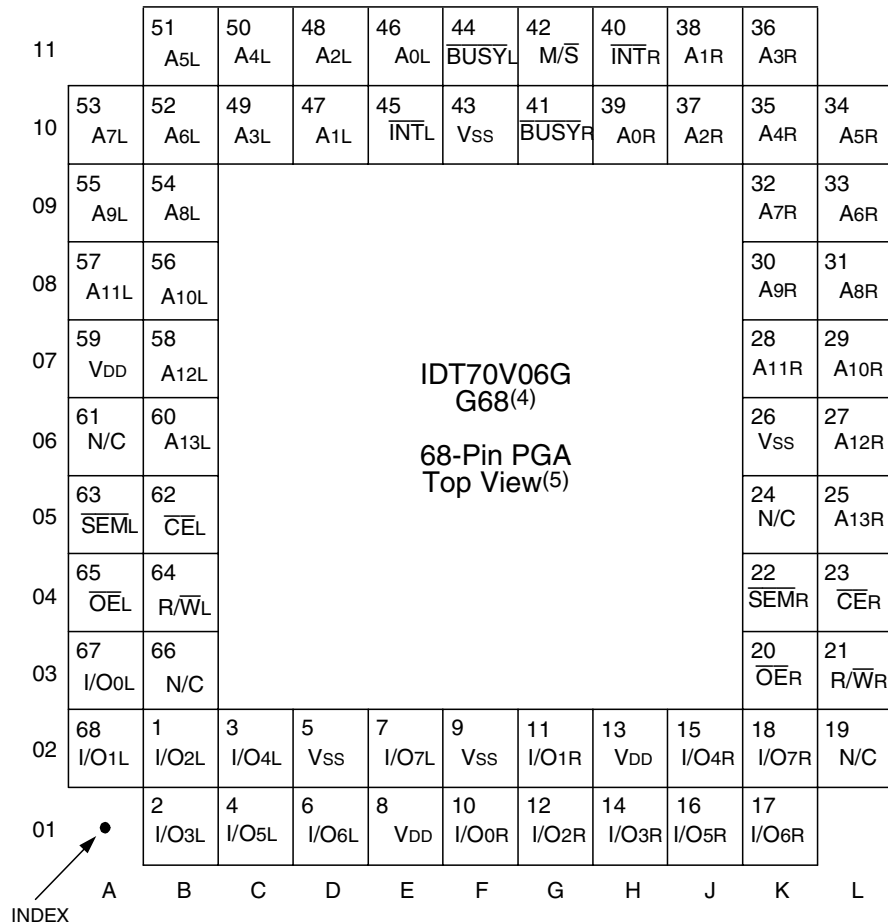 11 51 50 48 46 44 42 40 38 36
A5L A4L A2L A0L BUSYL M/S INTR A1R A3R
10 53 52 49 47 45 43 41 39 37 35 34
A7L A6L A3L A1L INTL VSS BUSYR A0R A2R A4R A5R
09 55 54 32 33
A9L A8L A7R A6R
08 57 56 30 31
A11L A10L A9R A8R
07 59 58 28 29
VDD A12L A11R A10R
IDT70V06G
G68(4)
06 61 60 26 27
N/C A13L VSS A12R
68-Pin PGA
Top View(5)
05 63 62 24 25
SEML CEL N/C A13R
04 65 64 22 23
OEL R/WL SEMR CER
03 67 66 20 21
I/O0L N/C OER R/WR
02 68 1 3 5 7 9 11 13 15 18 19
I/O1L I/O2L I/O4L VSS I/O7L VSS I/O1R VDD I/O4R I/O7R N/C
01 2 4 6 8 10 12 14 16 17
I/O3L I/O5L I/O6L VDD I/O0R I/O2R I/O3R I/O5R I/O6R
A B C D E F G H J K L
INDEX